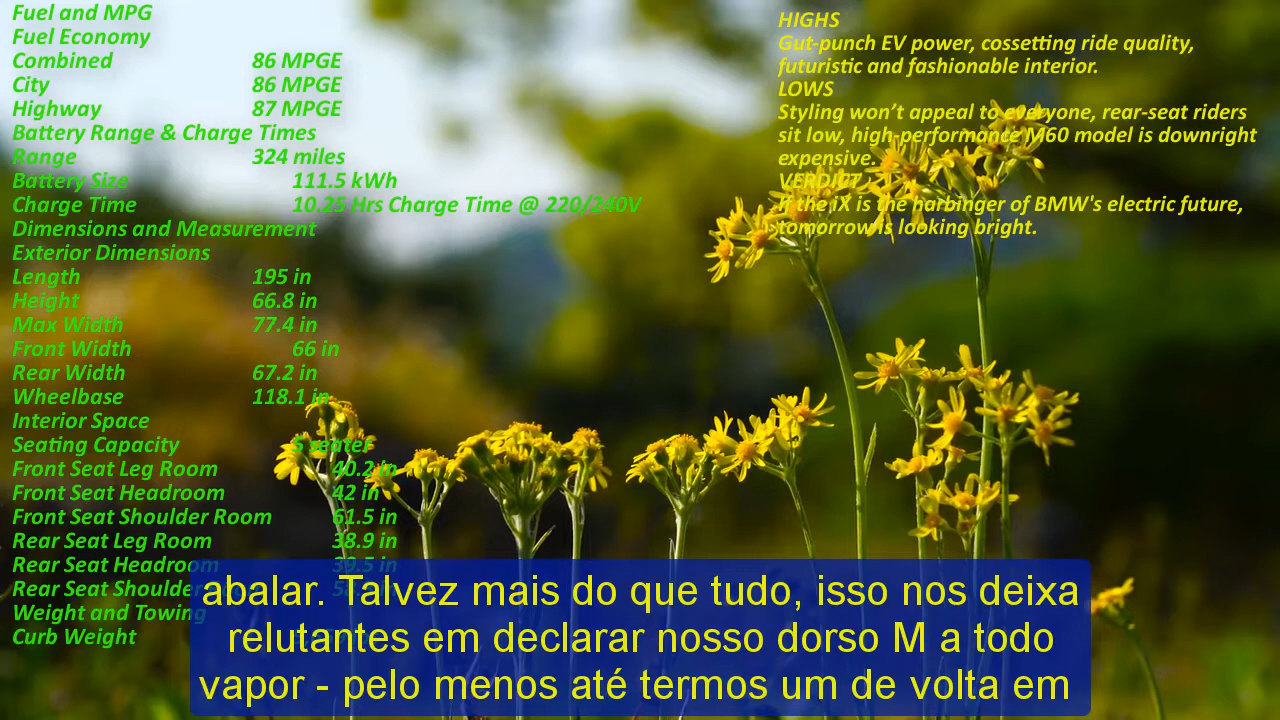 Fuel and MPG
Fuel Economy
Combined 86 MPGE
City 86 MPGE
Highway 87 MPGE
Battery Range & Charge Times
Range 324 miles
Battery Size 111.5 kWh
Charge Time 10.25 Hrs Charge Time @ 220/240V
Dimensions and Measurement
Exterior Dimensions
Length 195 in
Height 66.8 in
Max Width 77.4 in
Front Width 66 in
Rear Width 67.2 in
Wheelbase 118.1 in
Interior Space
Seating Capacity 5 seater
Front Seat Leg Room 40.2 in
Front Seat Headroom 42 in
Front Seat Shoulder Room 61.5 in
Rear Seat Leg Room 38.9 in
Rear Seat Headroom 39.5 in
Rear Seat Shoulder
Weight and Towing
Curb Weight
HIGHS
Gut-punch EV power, cossetting ride quality,
futuristic and fashionable interior.
LOWS
Styling won’t appeal to everyone, rear-seat riders
sit low, high-performance M60 model is downright
expensive.
VERDICT
If the iX is the harbinger of BMW's electric future,
tomorrow is looking bright.
abalar. Talvez mais do que tudo, isso nos deixa
relutantes em declarar nosso dorso M a todo
vapor - pelo menos até termos um de volta em